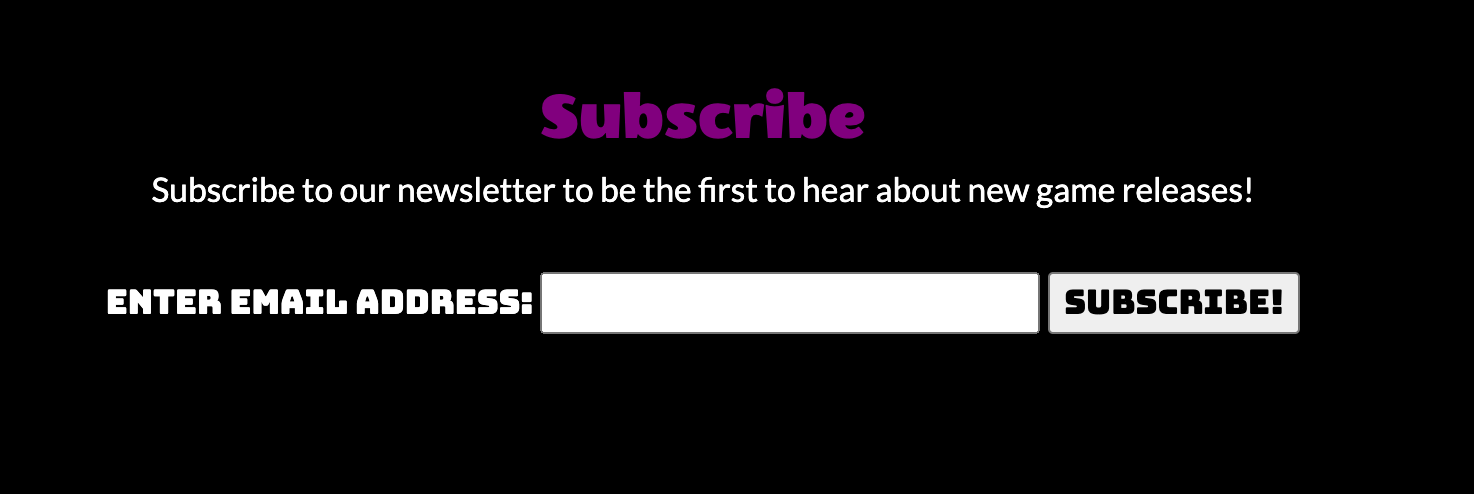 Subscribe
Subscribe to our newsletter to be the first to hear about new game releases!
ENTER EMAIL ADDRESS: SUBSCRIBE!